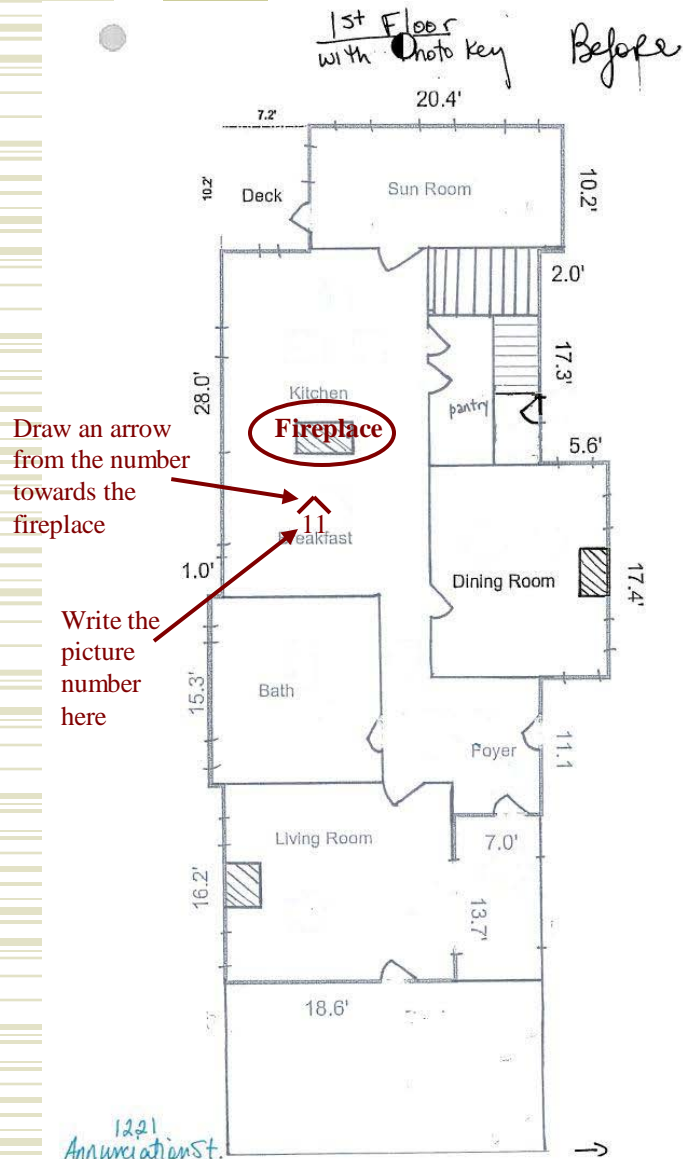 1st Floor
with Photo Key
Before
20.4'
7.2'
10.2'
Deck
Sun Room
10.2'
2.0'
28.0'
17.3'
Kitchen
pantry
Fireplace
Draw an arrow
from the number
towards the
fireplace
5.6'
11
Breakfast
1.0'
Dining Room
17.4'
Write the
picture
number
here
15.3'
Bath
Foyer
11.1
Living Room
7.0'
16.2'
13.7'
18.6'
1221
Annunciation St.